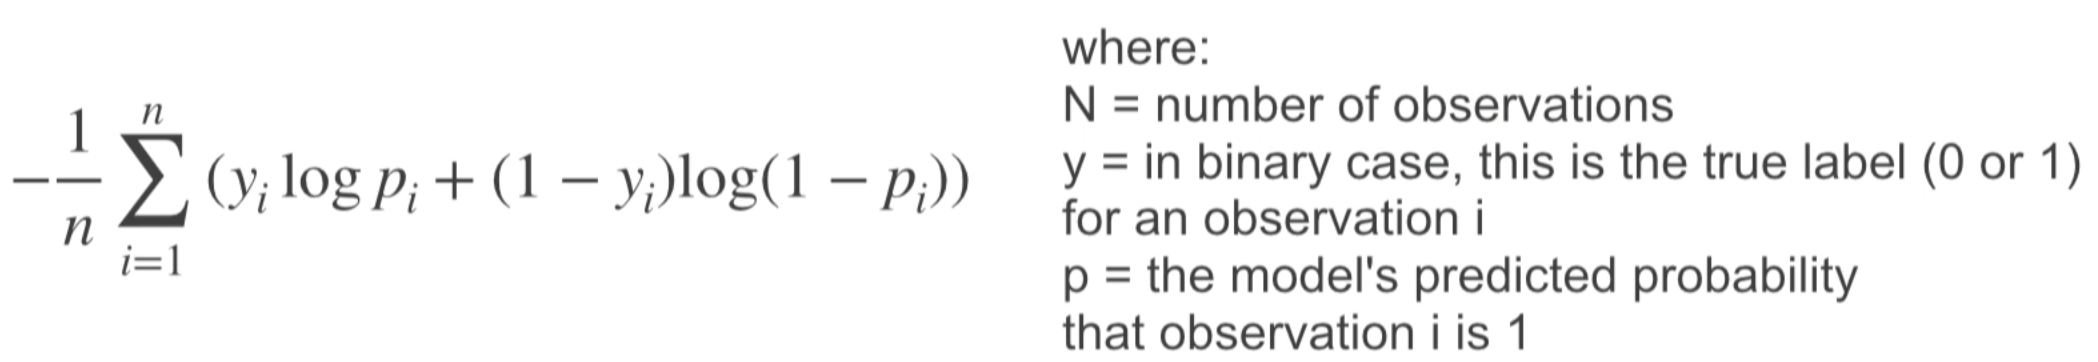 -1/n ∑_{i=1}^{n} (y_i log p_i + (1 − y_i)log(1 − p_i))
where:
N = number of observations
y = in binary case, this is the true label (0 or 1)
for an observation i
p = the model's predicted probability
that observation i is 1